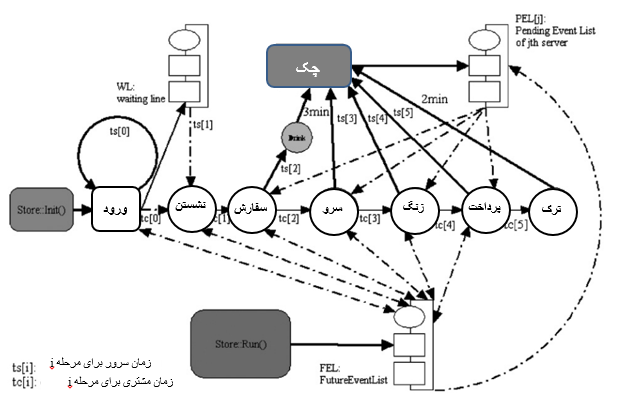 PEL[j]:
Pending Event List
of jth server
چک
WL:
waiting line
ts[1]
3min
ts[3]
ts[4]
ts[5]
2min
ts[0]
Drink
ts[2]
Store::Init()
ورود
نشستن
سفارش
سرو
زنگ
پرداخت
ترک
tc[0]
tc[1]
tc[2]
tc[3]
tc[4]
tc[5]
Store::Run()
FEL:
FutureEventList
ts[i]: زمان سرور برای مرحله i
tc[i]: زمان مشتری برای مرحله i